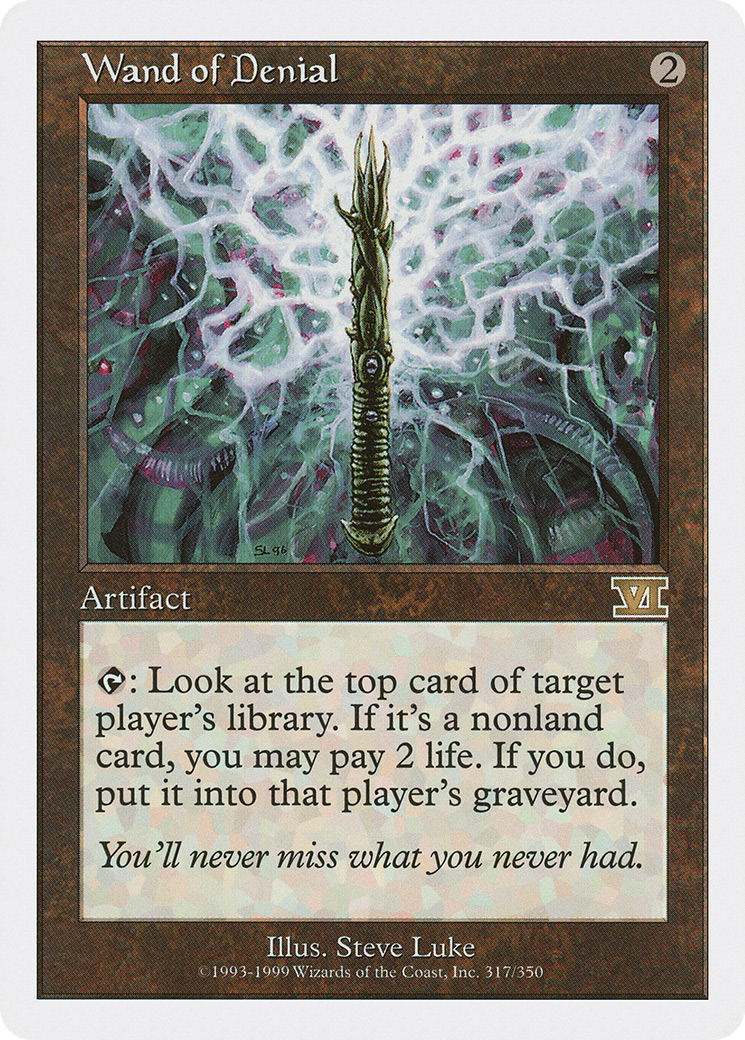 Wand of Denial
2
SL96
Artifact
VI
: Look at the top card of target
player's library. If it's a nonland
card, you may pay 2 life. If you do,
put it into that player's graveyard.
You'll never miss what you never had.
Illus. Steve Luke
©1993-1999 Wizards of the Coast, Inc. 317/350